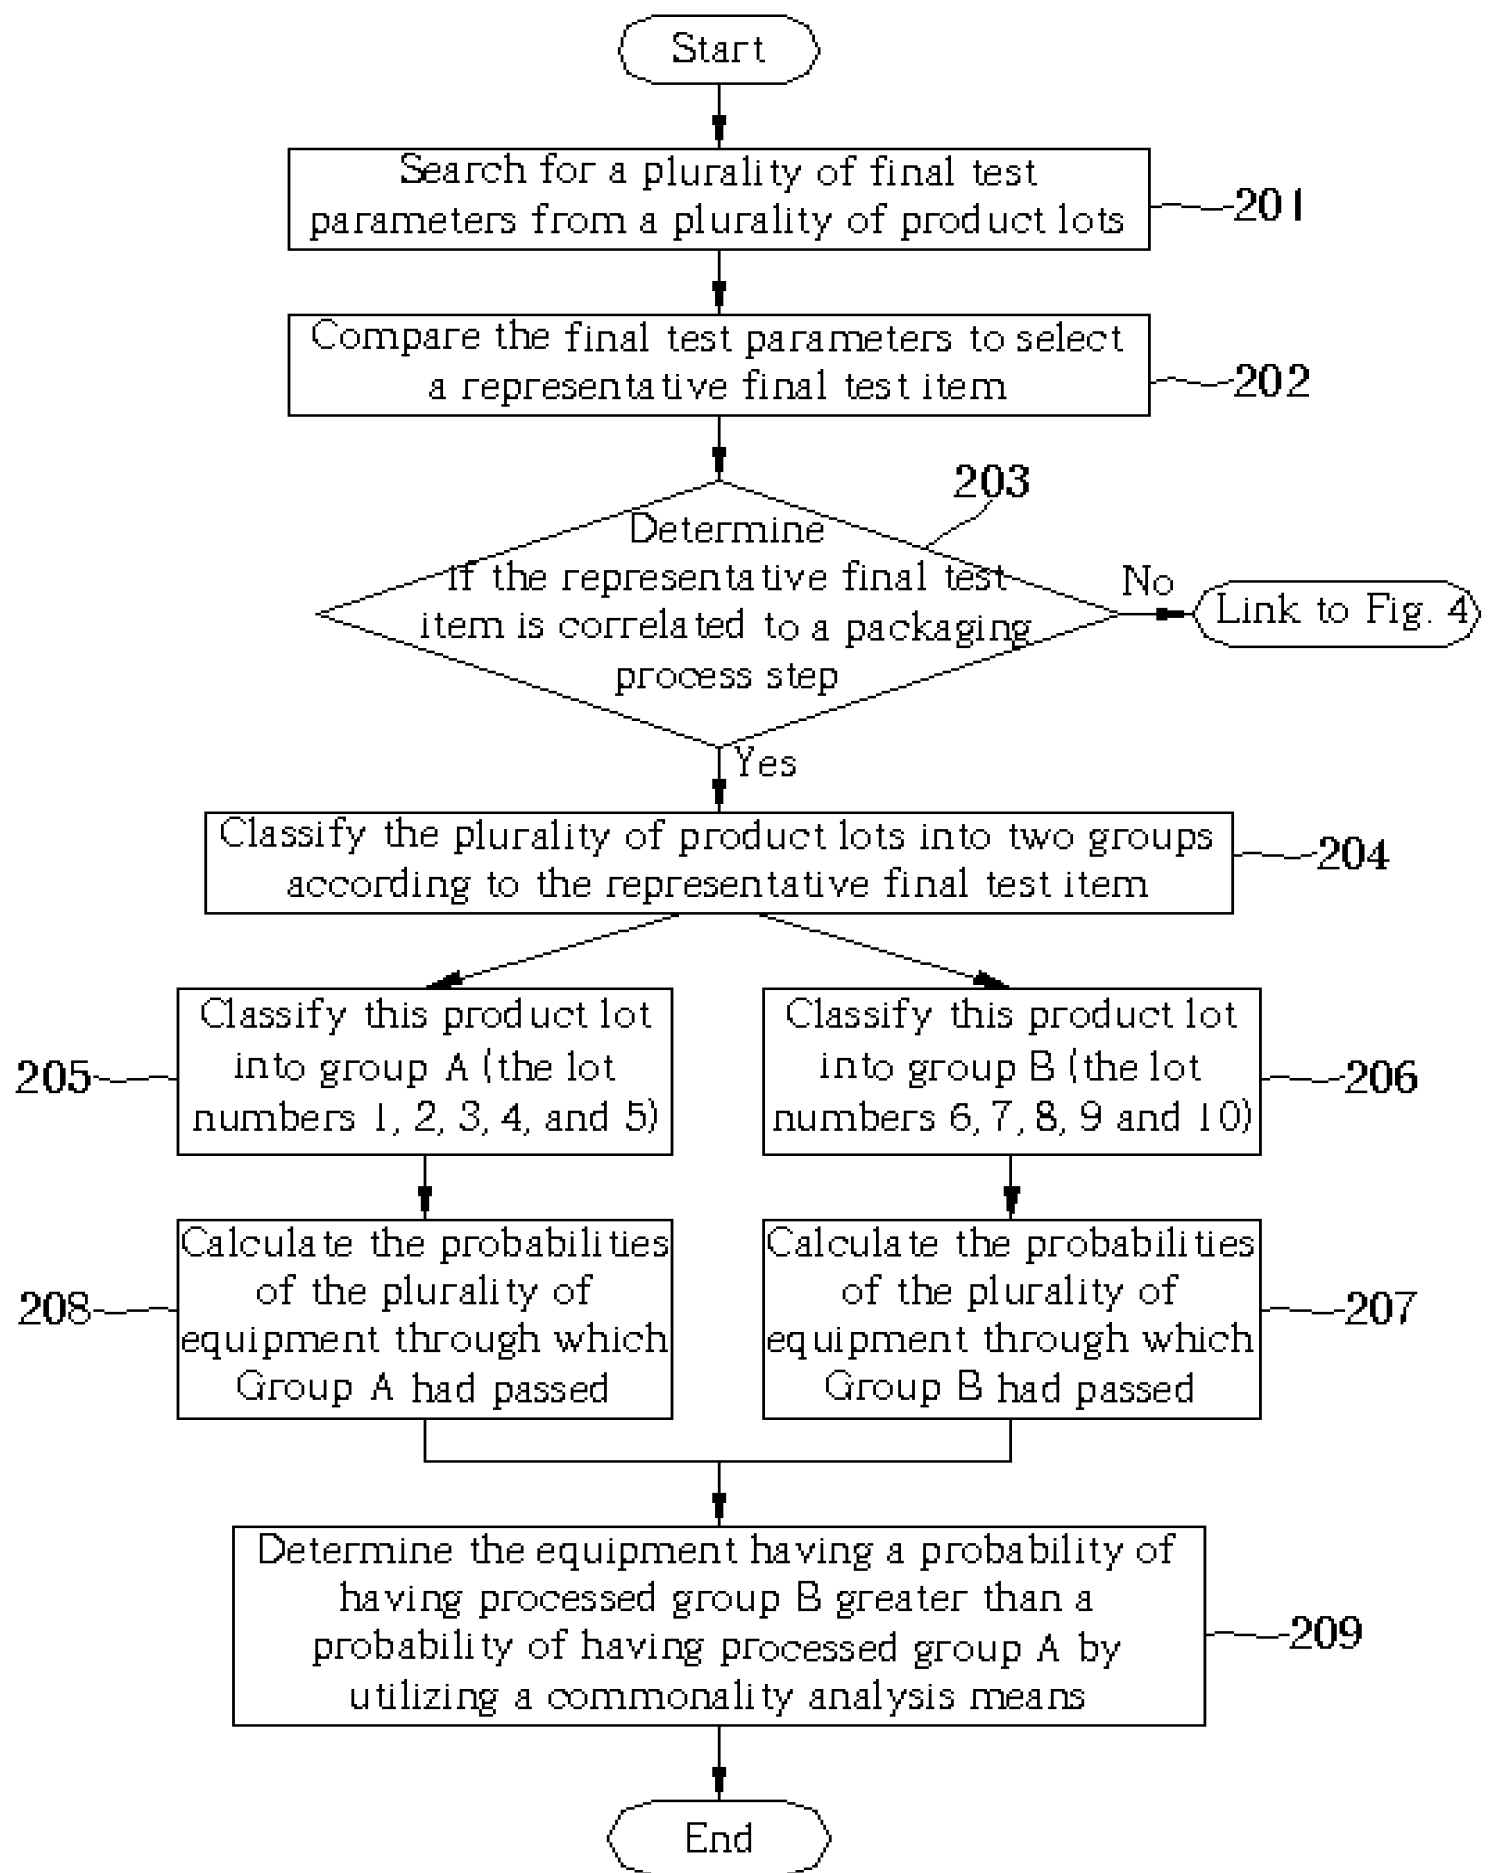 Start
Search for a plurality of final test
parameters from a plurality of product lots
201
Compare the final test parameters to select
a representative final test item
202
203
Determine
If the representative final test
item is correlated to a packaging
process step
No
Link to Fig. 4
Yes
Classify the plurality of product lots into two groups
according to the representative final test item
204
Classify this product lot
into group A (the lot
numbers 1, 2, 3, 4, and 5)
205
Classify this product lot
into group B (the lot
numbers 6, 7, 8, 9 and 10)
206
Calculate the probabilities
of the plurality of
equipment through which
Group A had passed
208
Calculate the probabilities
of the plurality of
equipment through which
Group B had passed
207
Determine the equipment having a probability of
having processed group B greater than a
probability of having processed group A by
utilizing a commonality analysis means
209
End